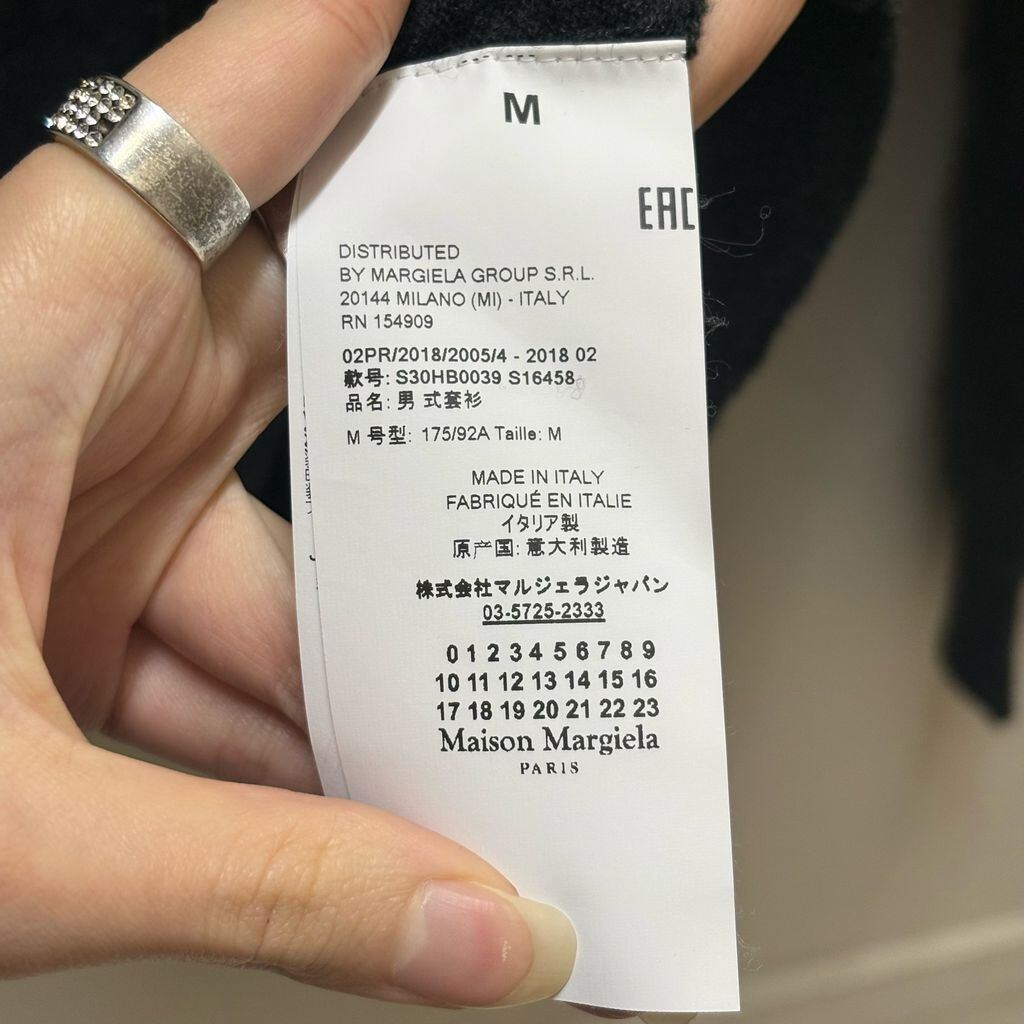 M
EAC
DISTRIBUTED
BY MARGIELA GROUP S.R.L.
20144 MILANO (MI) - ITALY
RN 154909
02PR/2018/2005/4 - 2018 02
款号: S30HB0039 S16458
品名: 男 式套衫
M 号型: 175/92A Taille: M
MADE IN ITALY
FABRIQUÉ EN ITALIE
イタリア製
原产国: 意大利製造
株式会社マルジェラジャパン
03-5725-2333
0 1 2 3 4 5 6 7 8 9
10 11 12 13 14 15 16
17 18 19 20 21 22 23
Maison Margiela
PARIS